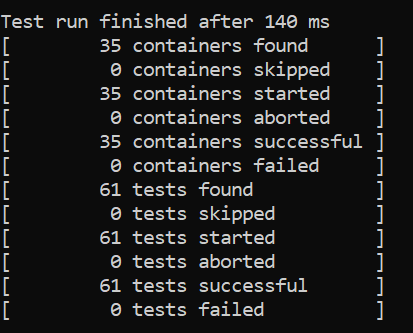 Test run finished after 140 ms
[        35 containers found      ]
[         0 containers skipped    ]
[        35 containers started    ]
[         0 containers aborted    ]
[        35 containers successful ]
[         0 containers failed     ]
[        61 tests found           ]
[         0 tests skipped         ]
[        61 tests started         ]
[         0 tests aborted         ]
[        61 tests successful      ]
[         0 tests failed          ]